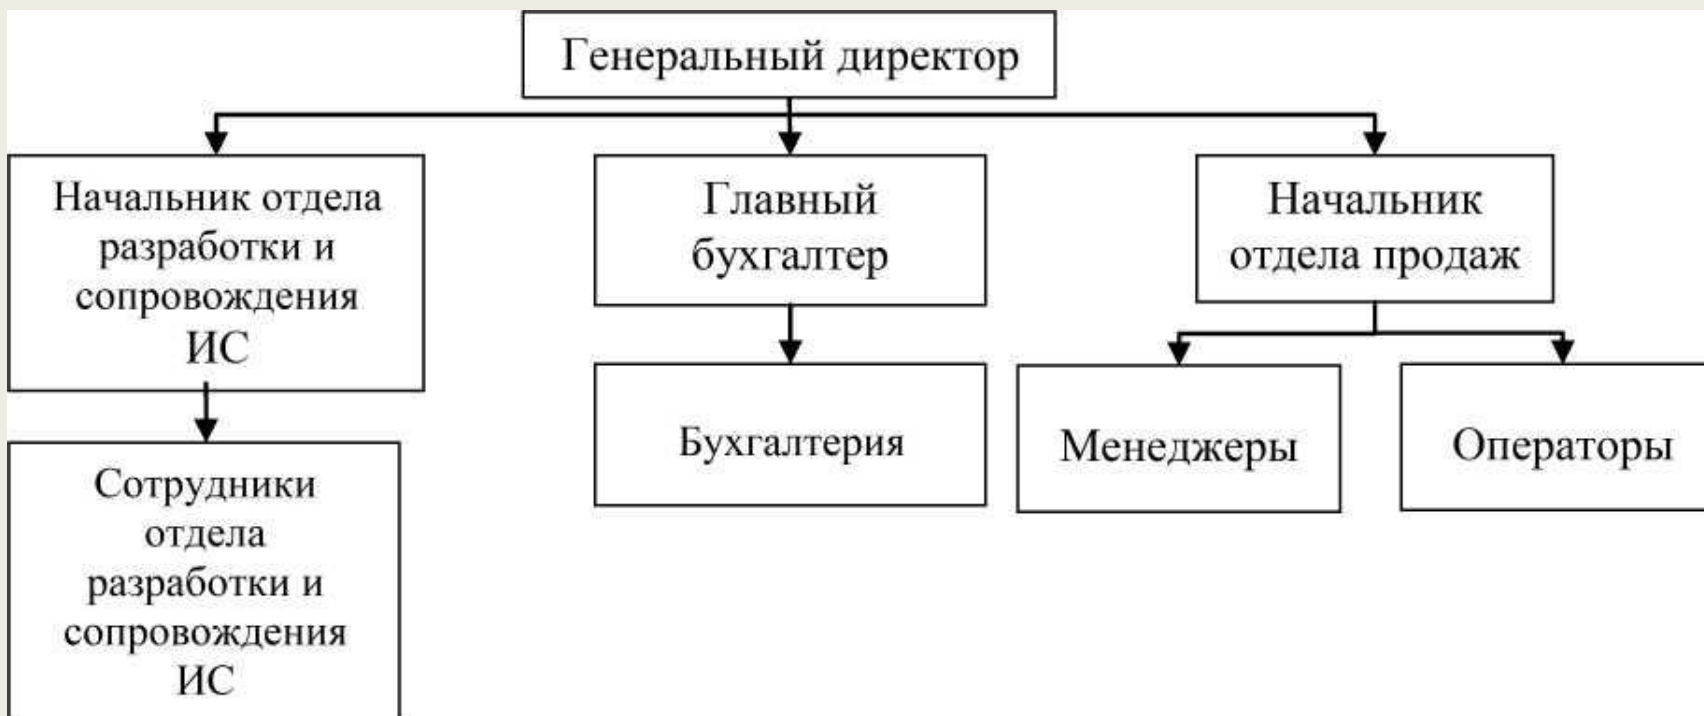 Генеральный директор
Начальник отдела
разработки и
сопровождения
ИС
Главный
бухгалтер
Начальник
отдела продаж
Сотрудники
отдела
разработки и
сопровождения
ИС
Бухгалтерия
Менеджеры
Операторы